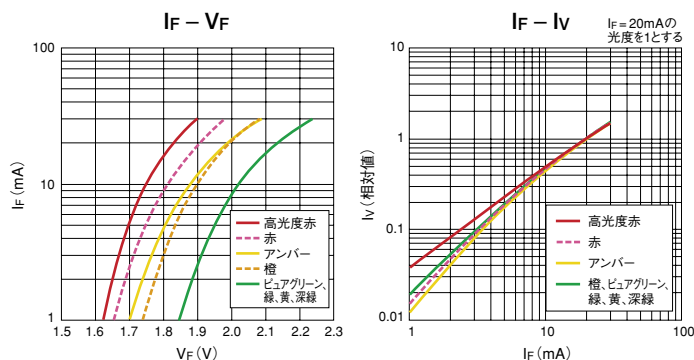 IF – VF
100
10
1
IF (mA)
1.5 1.6 1.7 1.8 1.9 2.0 2.1 2.2 2.3
VF (V)
高光度赤
赤
アンバー
橙
ピュアグリーン、
緑、黄、深緑
IF – IV
IF＝20mAの
光度を1とする
10
1
0.1
0.01
IV (相対値)
1 10 100
IF (mA)
高光度赤
赤
アンバー
橙、ピュアグリーン、
緑、黄、深緑